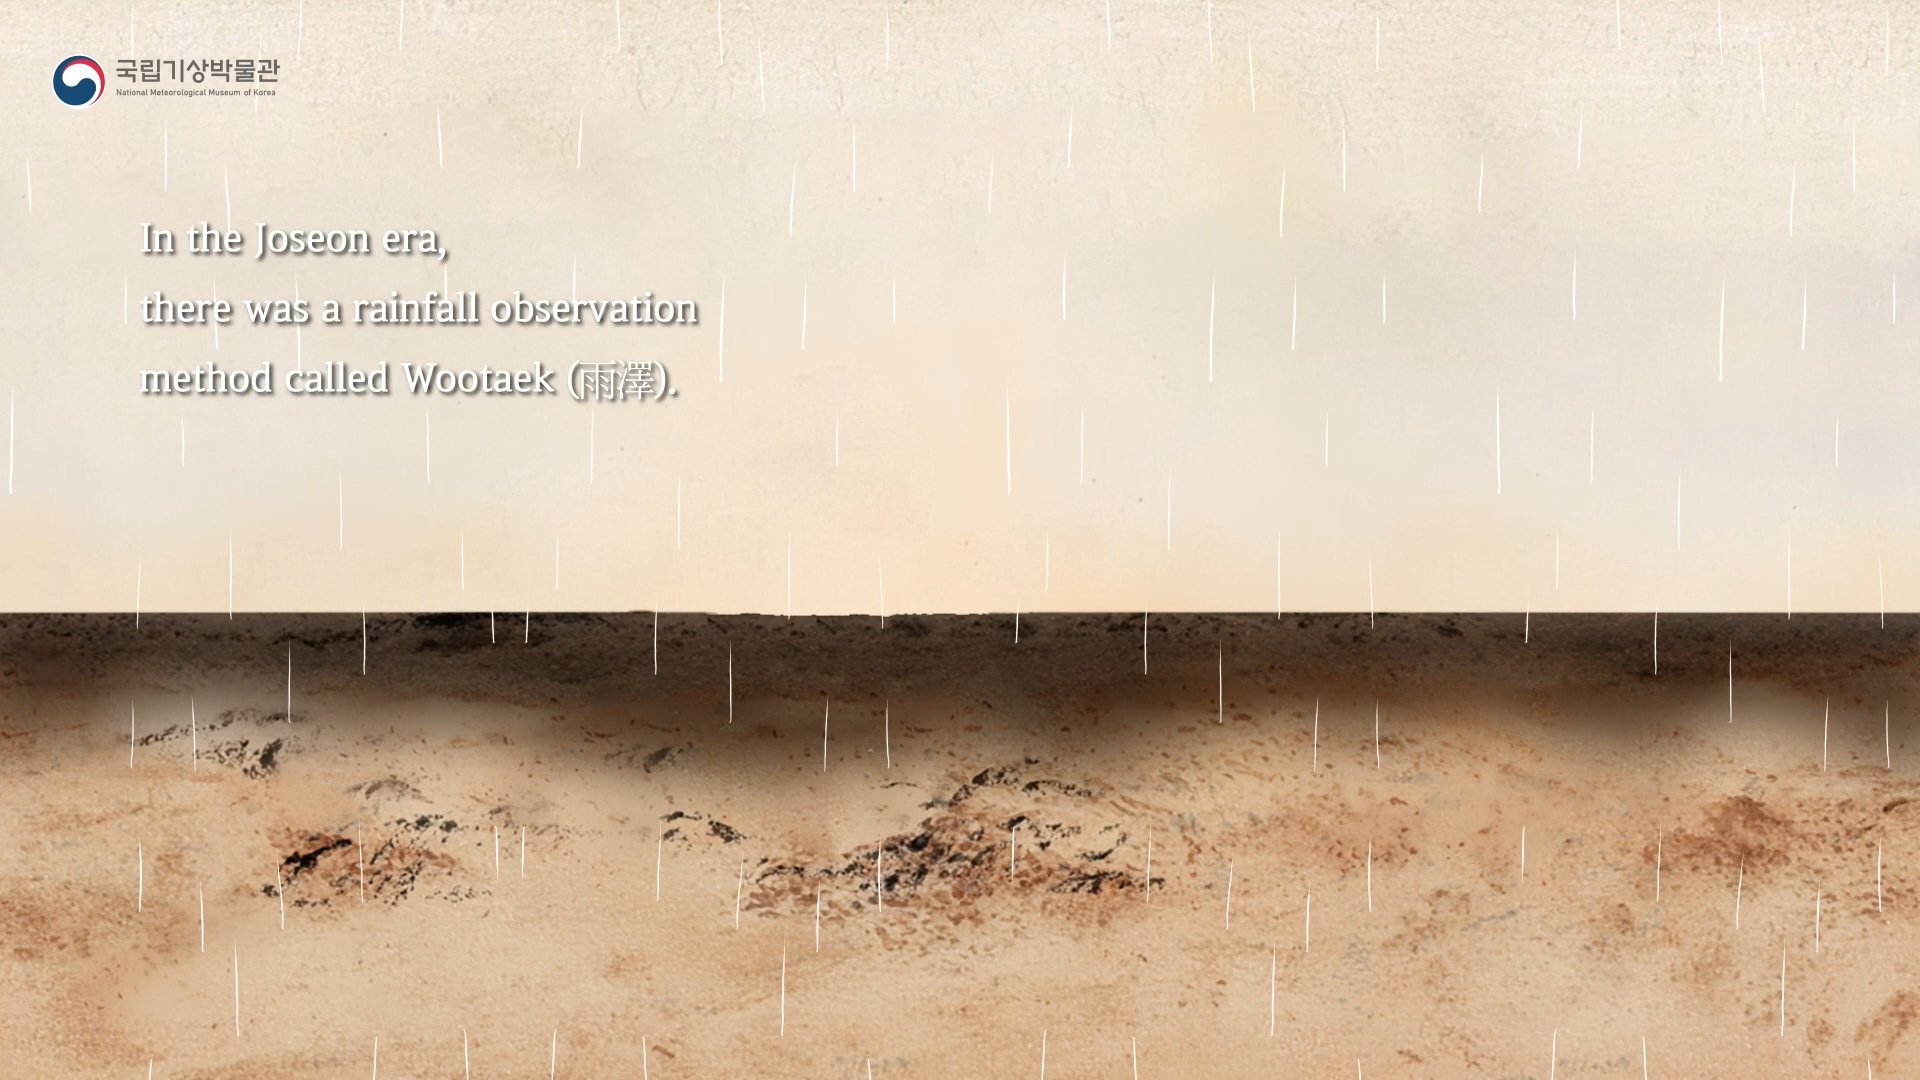 국립기상박물관
National Meteorological Museum of Korea
In the Joseon era,
there was a rainfall observation
method called Wootaek (雨澤).